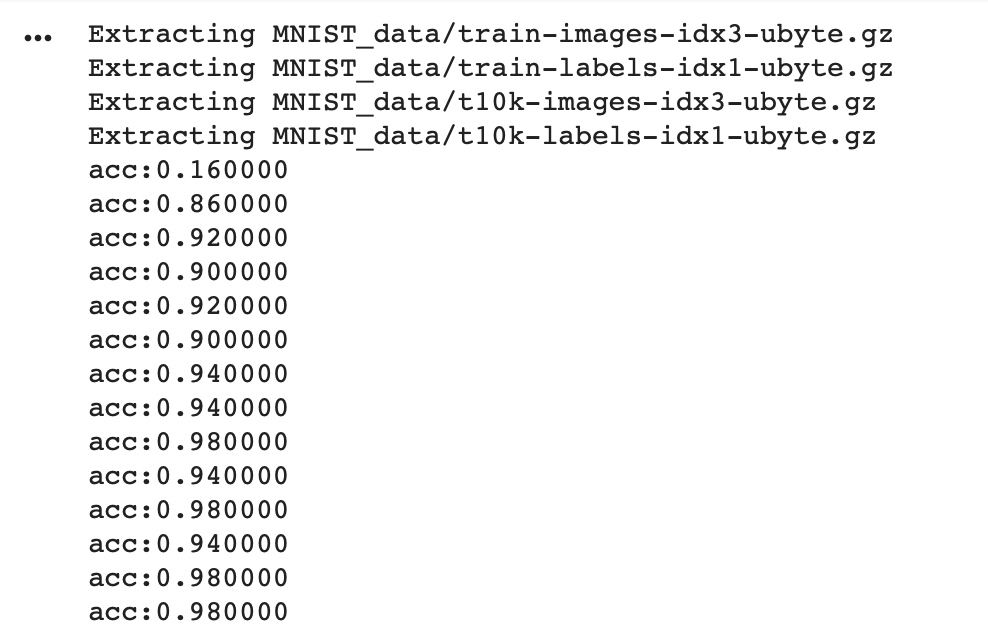 ... Extracting MNIST_data/train-images-idx3-ubyte.gz
Extracting MNIST_data/train-labels-idx1-ubyte.gz
Extracting MNIST_data/t10k-images-idx3-ubyte.gz
Extracting MNIST_data/t10k-labels-idx1-ubyte.gz
acc:0.160000
acc:0.860000
acc:0.920000
acc:0.900000
acc:0.920000
acc:0.900000
acc:0.940000
acc:0.940000
acc:0.980000
acc:0.940000
acc:0.980000
acc:0.940000
acc:0.980000
acc:0.980000